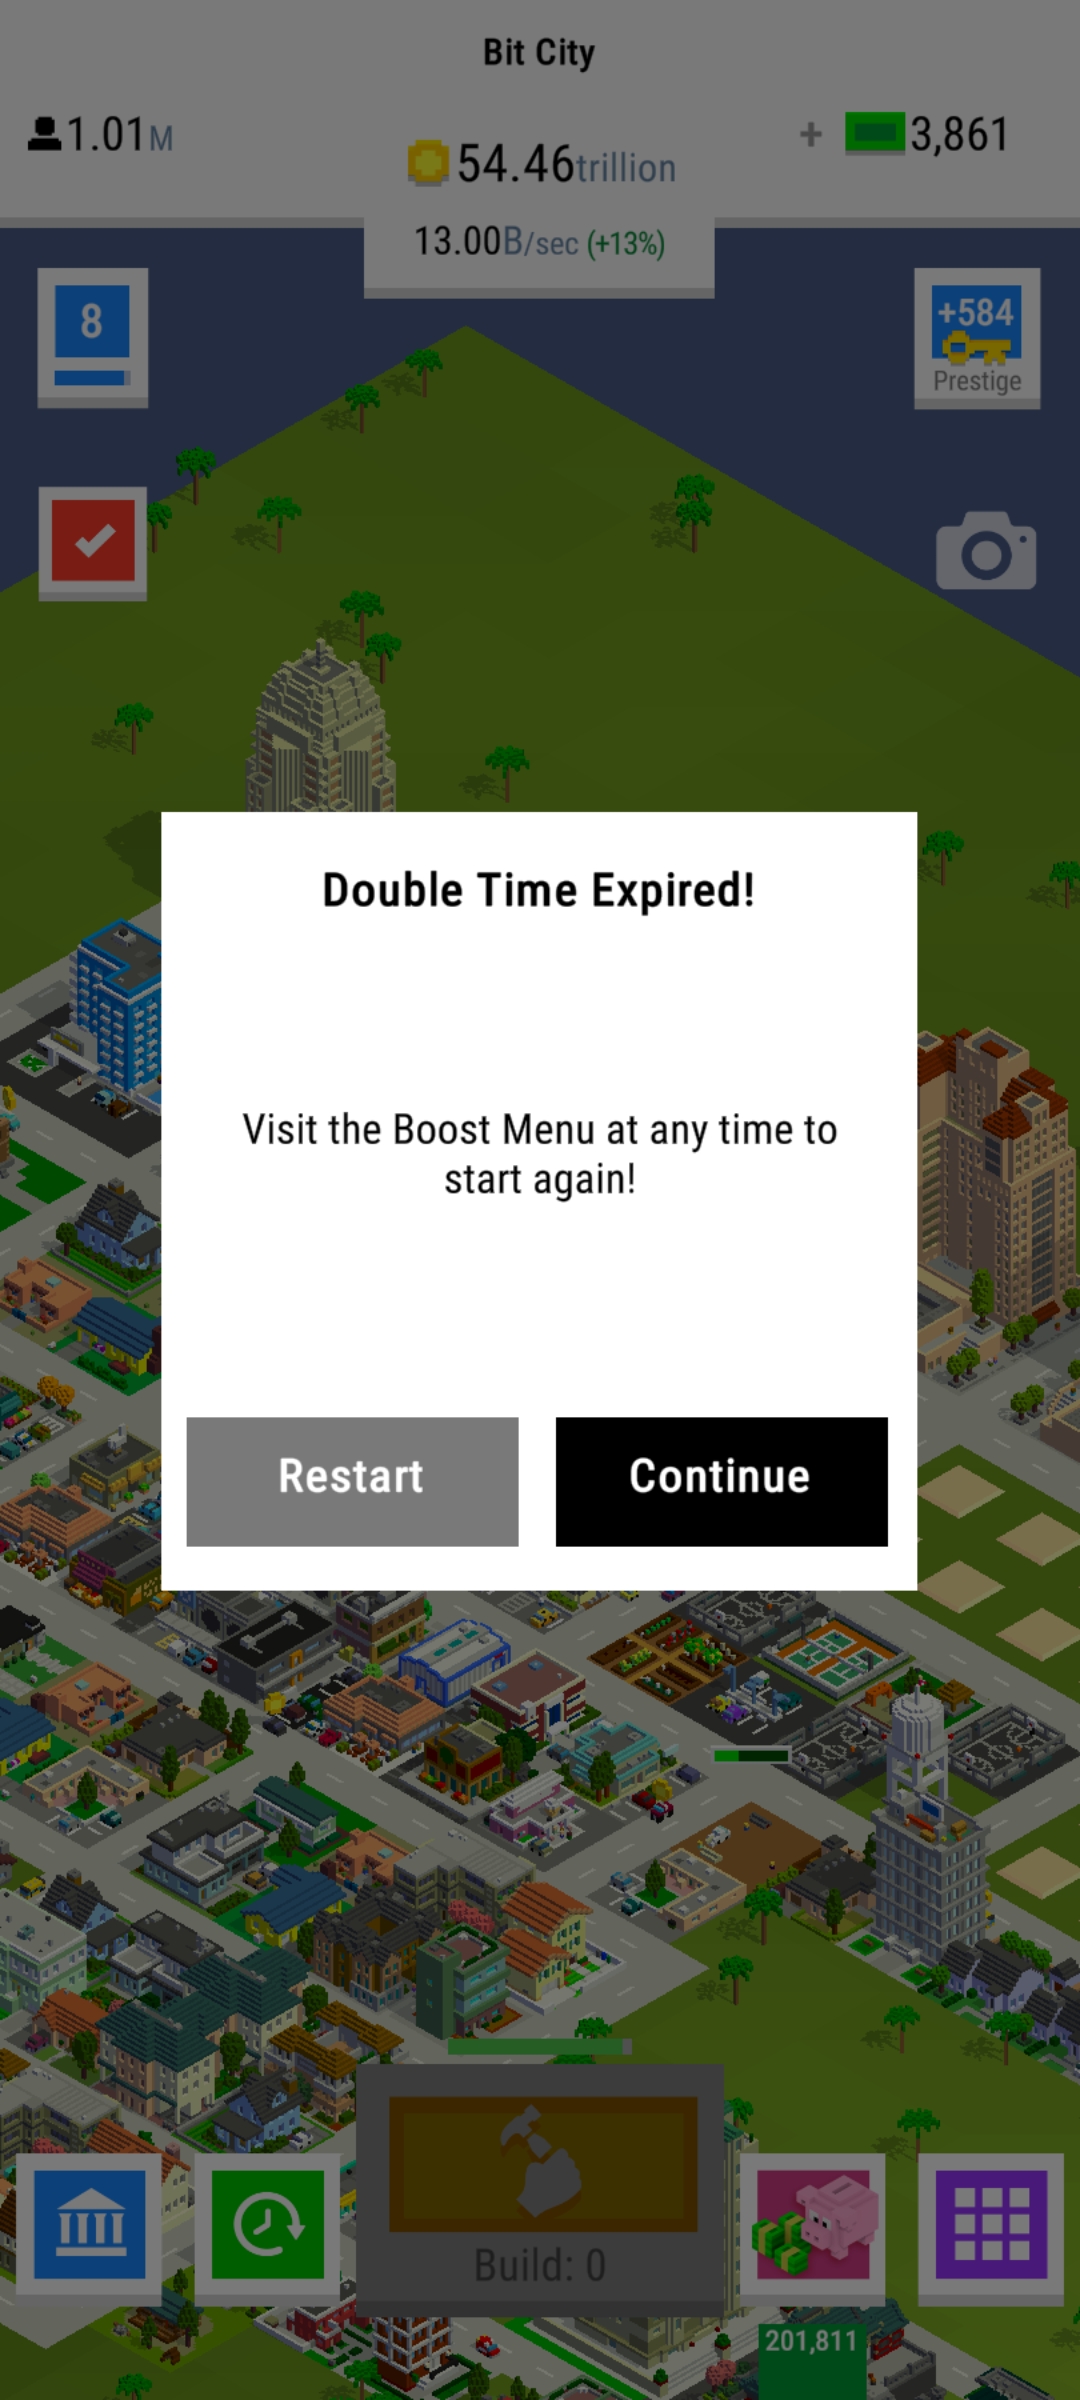 Bit City
1.01M
54.46trillion
+ 3,861
13.00B/sec (+13%)
8
+584
Prestige
Double Time Expired!
Visit the Boost Menu at any time to
start again!
Restart
Continue
Build: 0
201,811